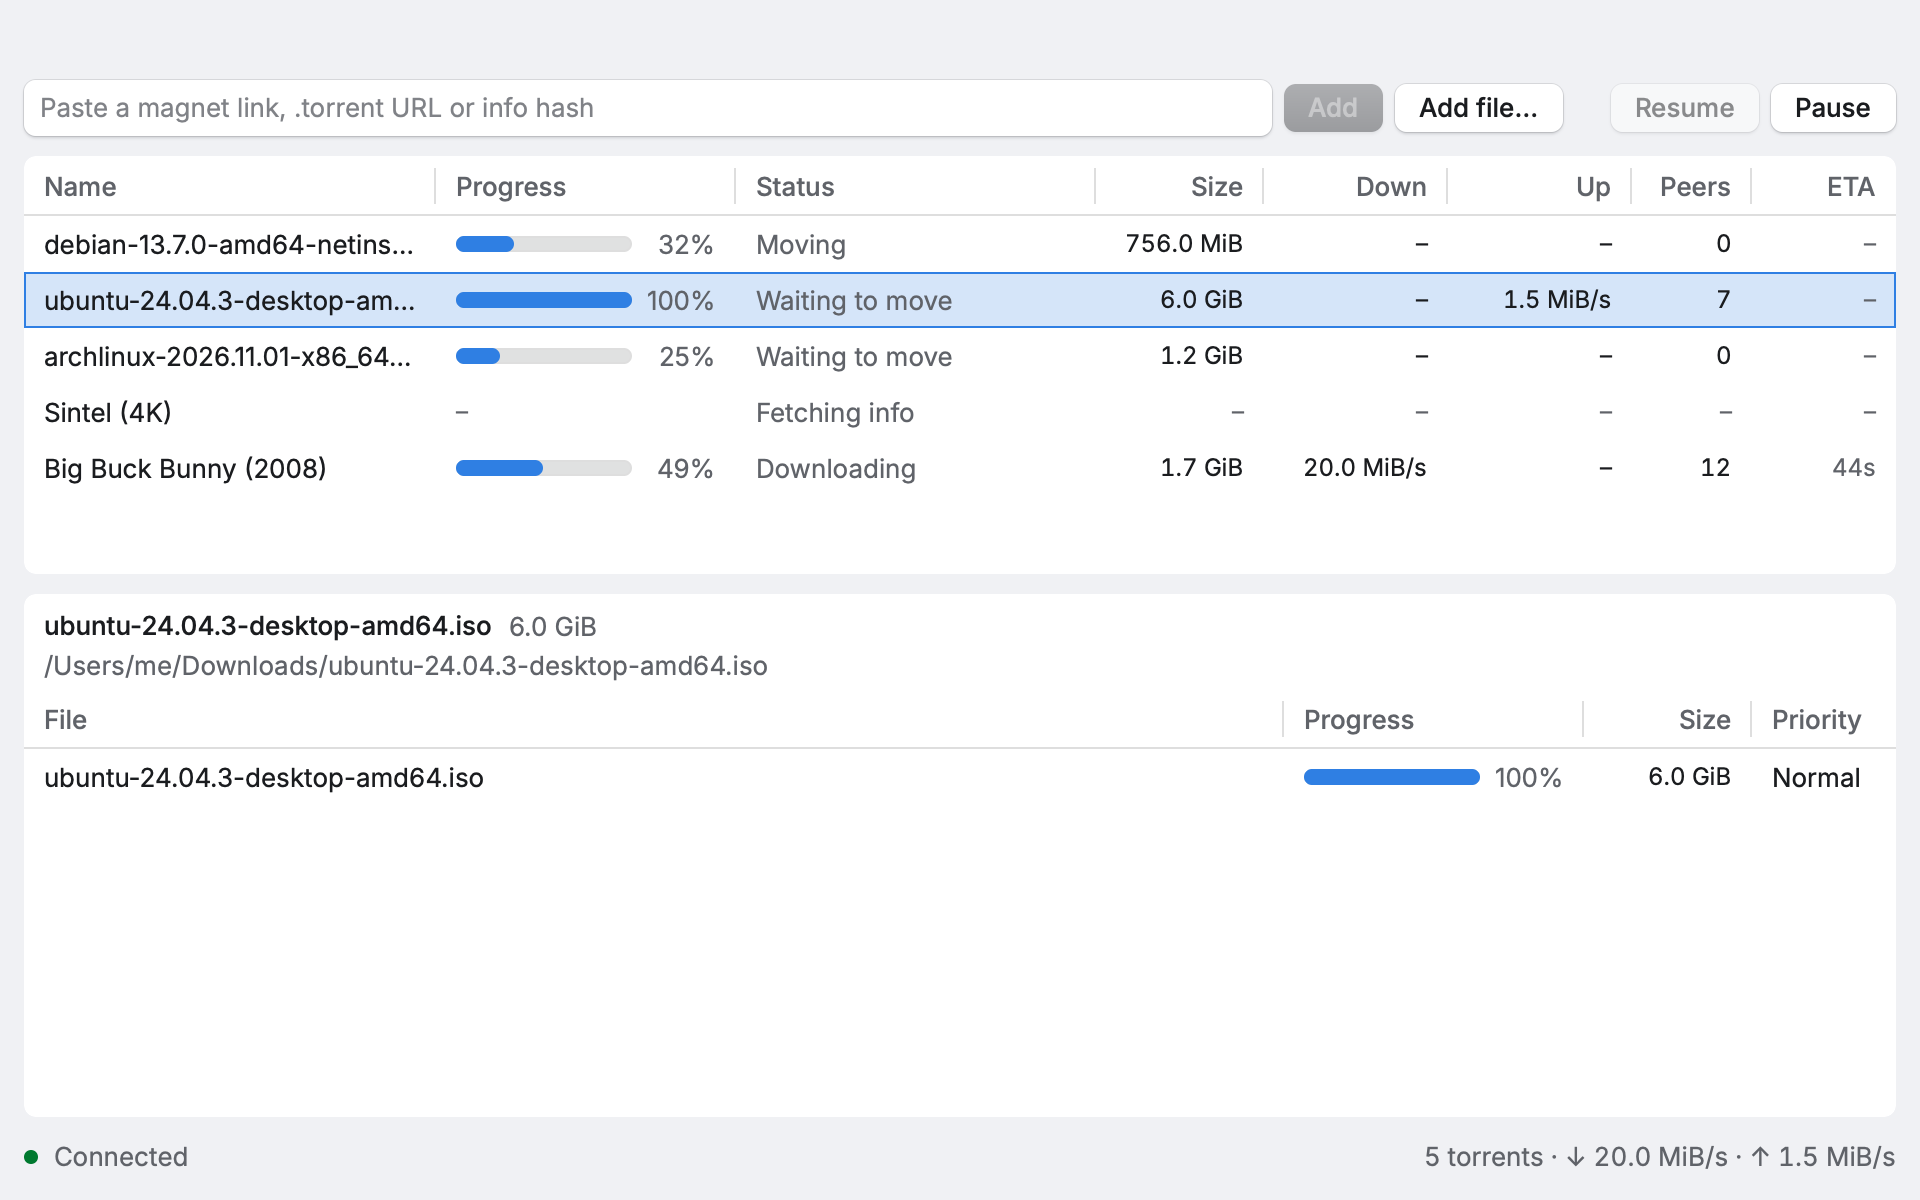 Paste a magnet link, .torrent URL or info hash Add Add file... Resume Pause
Name Progress Status Size Down Up Peers ETA
debian-13.7.0-amd64-netins... 32% Moving 756.0 MiB – – 0 –
ubuntu-24.04.3-desktop-am... 100% Waiting to move 6.0 GiB – 1.5 MiB/s 7 –
archlinux-2026.11.01-x86_64... 25% Waiting to move 1.2 GiB – – 0 –
Sintel (4K) – Fetching info – – – – –
Big Buck Bunny (2008) 49% Downloading 1.7 GiB 20.0 MiB/s – 12 44s
ubuntu-24.04.3-desktop-amd64.iso 6.0 GiB
/Users/me/Downloads/ubuntu-24.04.3-desktop-amd64.iso
File Progress Size Priority
ubuntu-24.04.3-desktop-amd64.iso 100% 6.0 GiB Normal
Connected 5 torrents · ↓ 20.0 MiB/s · ↑ 1.5 MiB/s